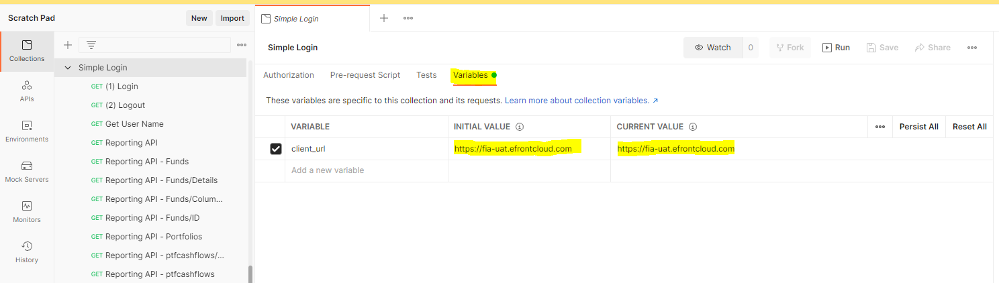 Scratch Pad
New
Import
Simple Login
Collections
APIs
Environments
Mock Servers
Monitors
History
Simple Login
GET (1) Login
GET (2) Logout
GET Get User Name
GET Reporting API
GET Reporting API - Funds
GET Reporting API - Funds/Details
GET Reporting API - Funds/Colum...
GET Reporting API - Funds/ID
GET Reporting API - Portfolios
GET Reporting API - ptfcashflows/...
GET Reporting API - ptfcashflows
Simple Login
Watch 0
Fork
Run
Save
Share
Authorization
Pre-request Script
Tests
Variables
These variables are specific to this collection and its requests. Learn more about collection variables. ↗
VARIABLE
INITIAL VALUE
CURRENT VALUE
Persist All
Reset All
client_url
https://fia-uat.efrontcloud.com
https://fia-uat.efrontcloud.com
Add a new variable